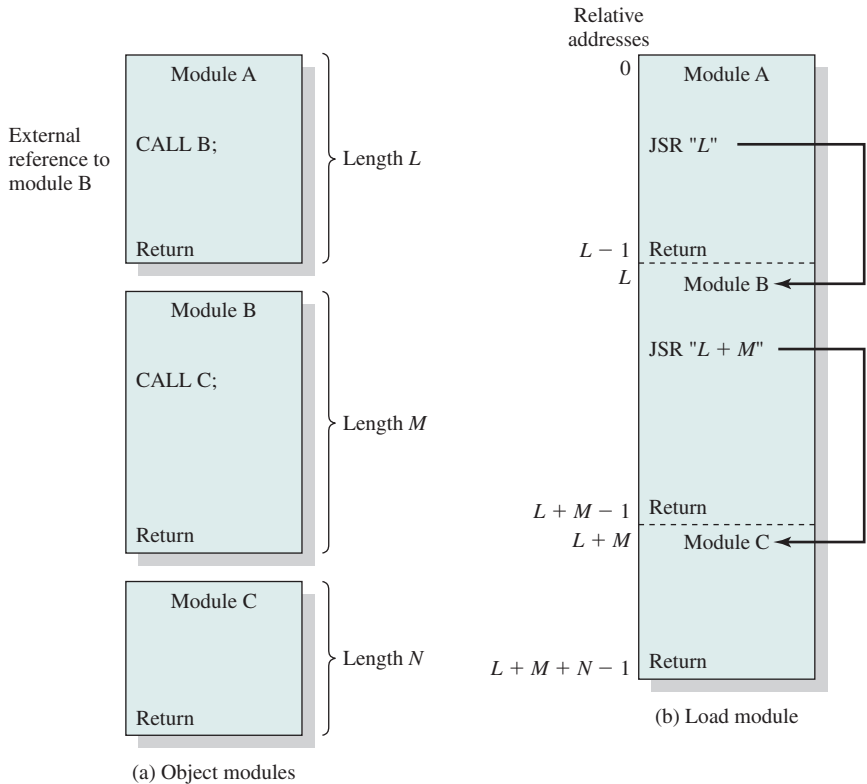 External
reference to
module B
Module A
CALL B;
Return
Length L
Module B
CALL C;
Return
Length M
Module C
Return
Length N
(a) Object modules
Relative
addresses
0
Module A
JSR "L"
L − 1
Return
L
Module B
JSR "L + M"
L + M − 1
Return
L + M
Module C
L + M + N − 1
Return
(b) Load module